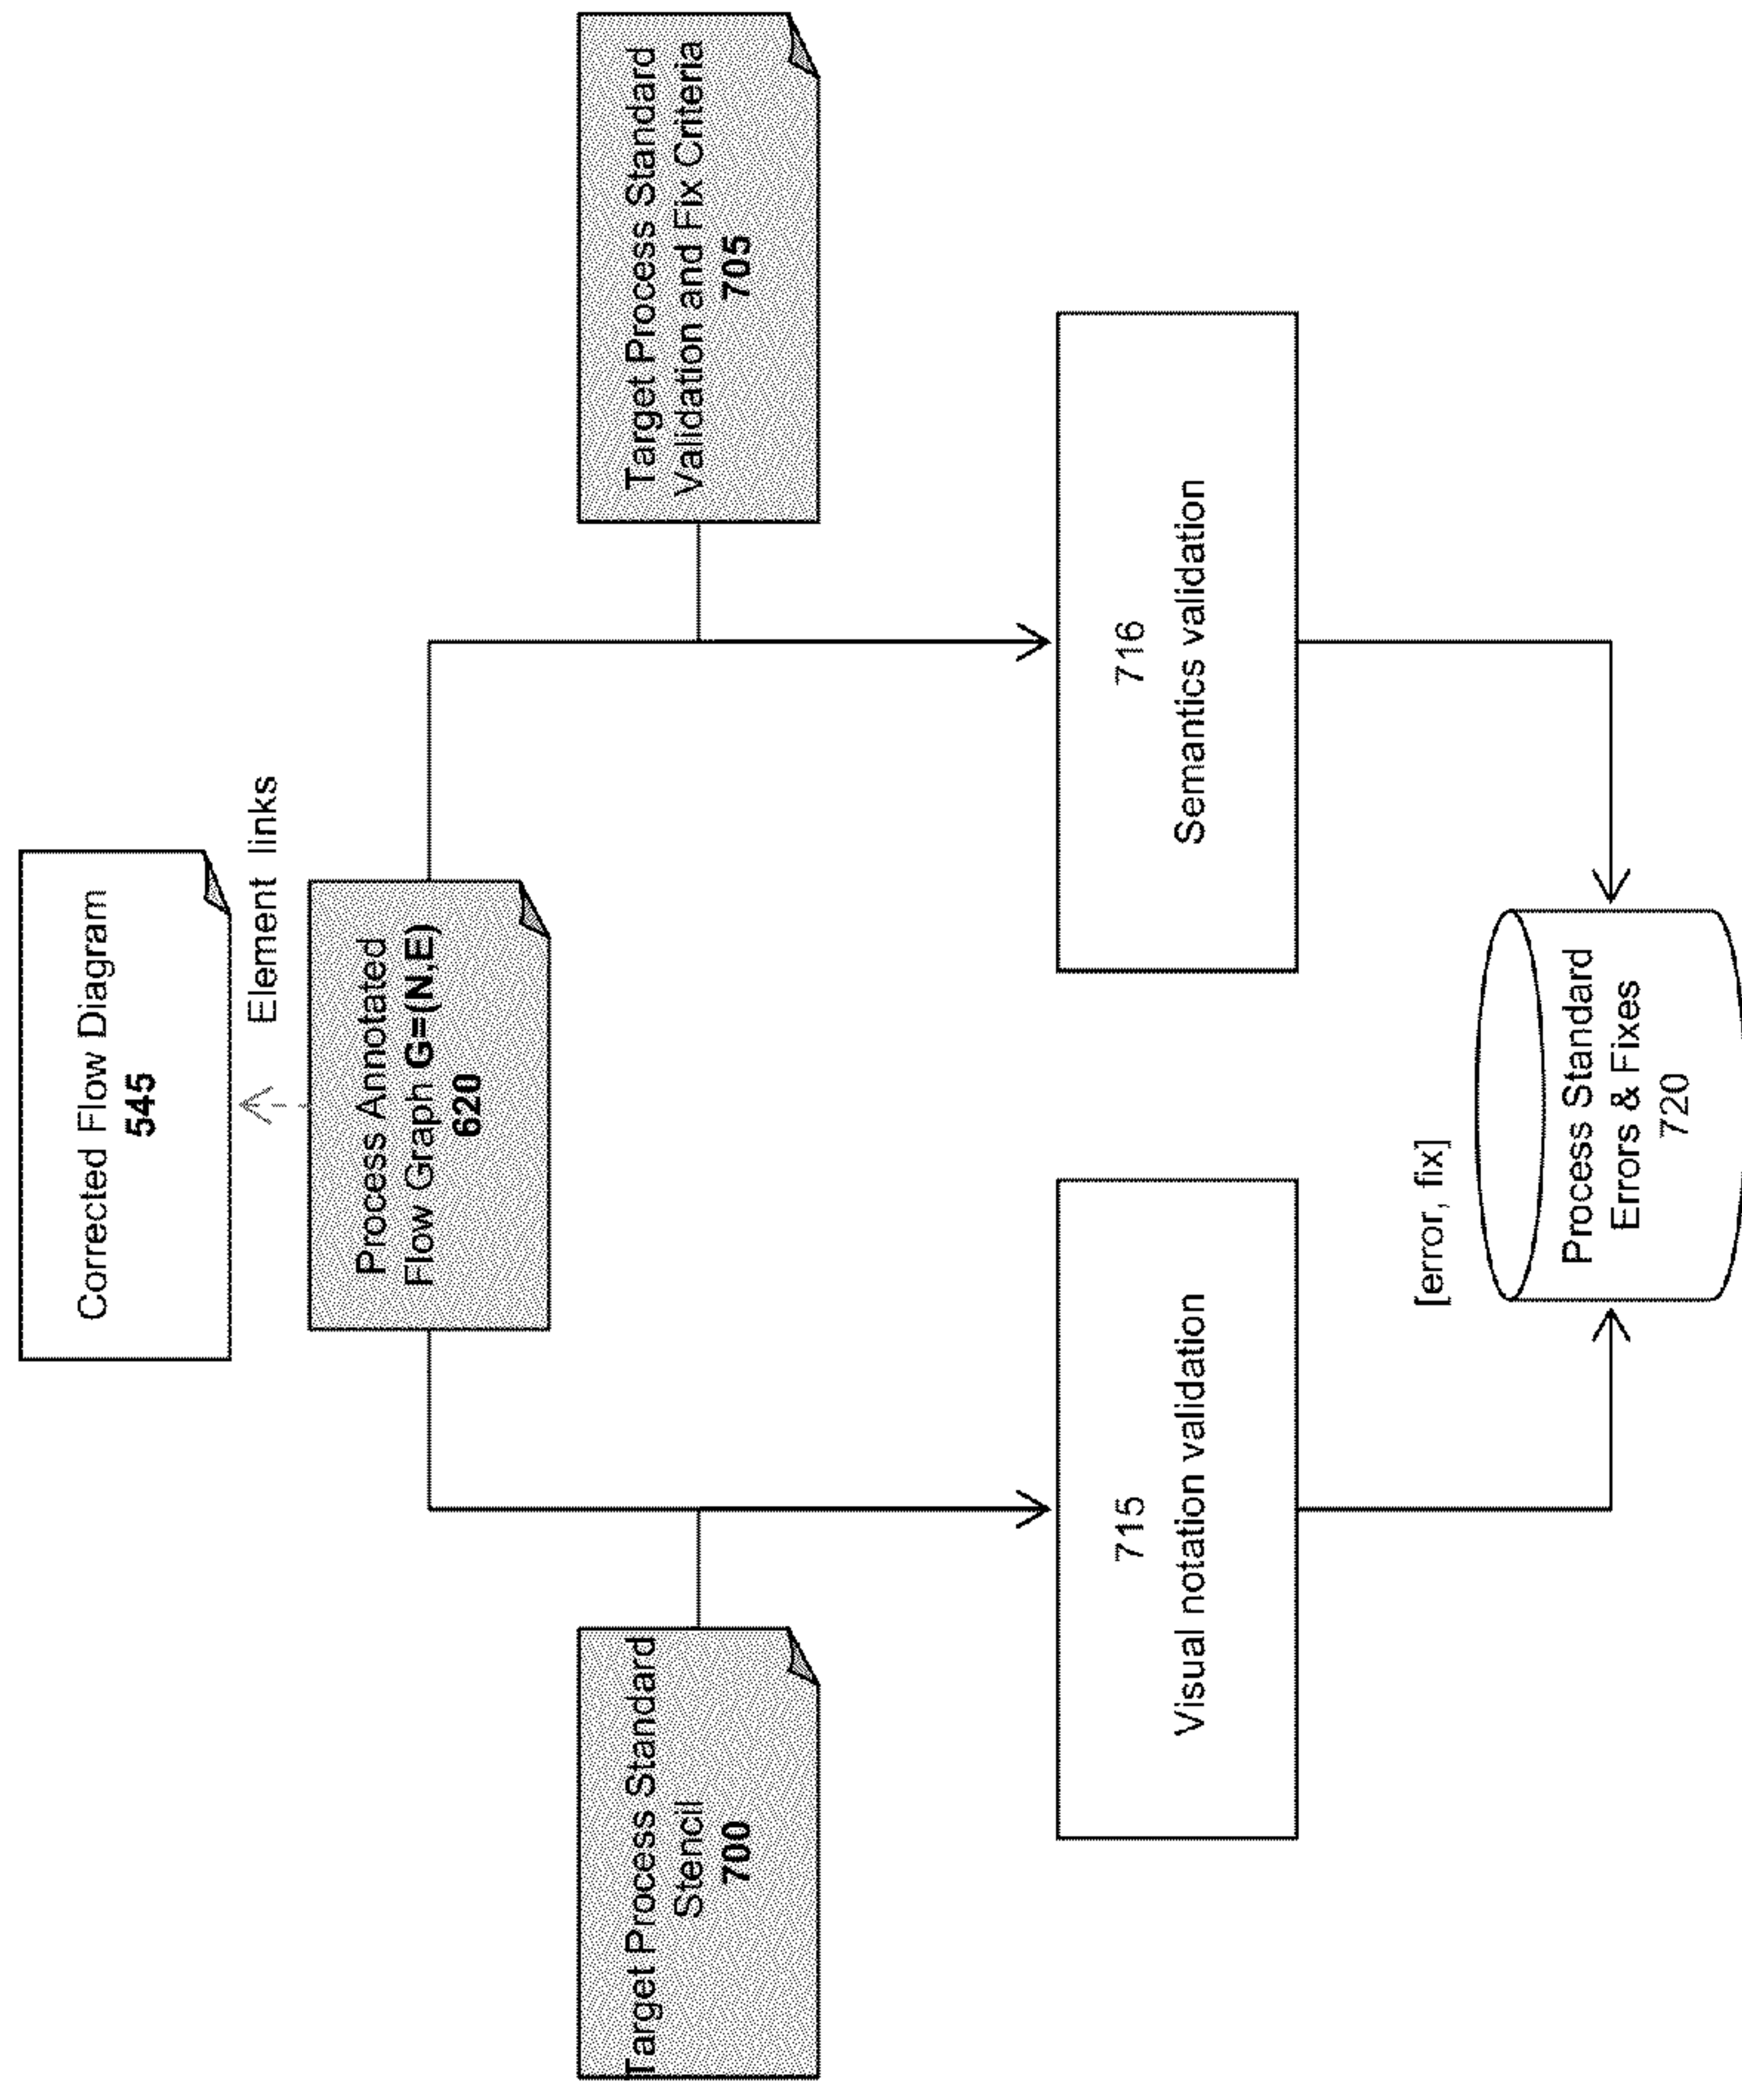 Corrected Flow Diagram
545
Element links
Process Annotated
Flow Graph G=(N,E)
620
Target Process Standard
Stencil
700
Target Process Standard
Validation and Fix Criteria
705
715
Visual notation validation
716
Semantics validation
[error, fix]
Process Standard
Errors & Fixes
720